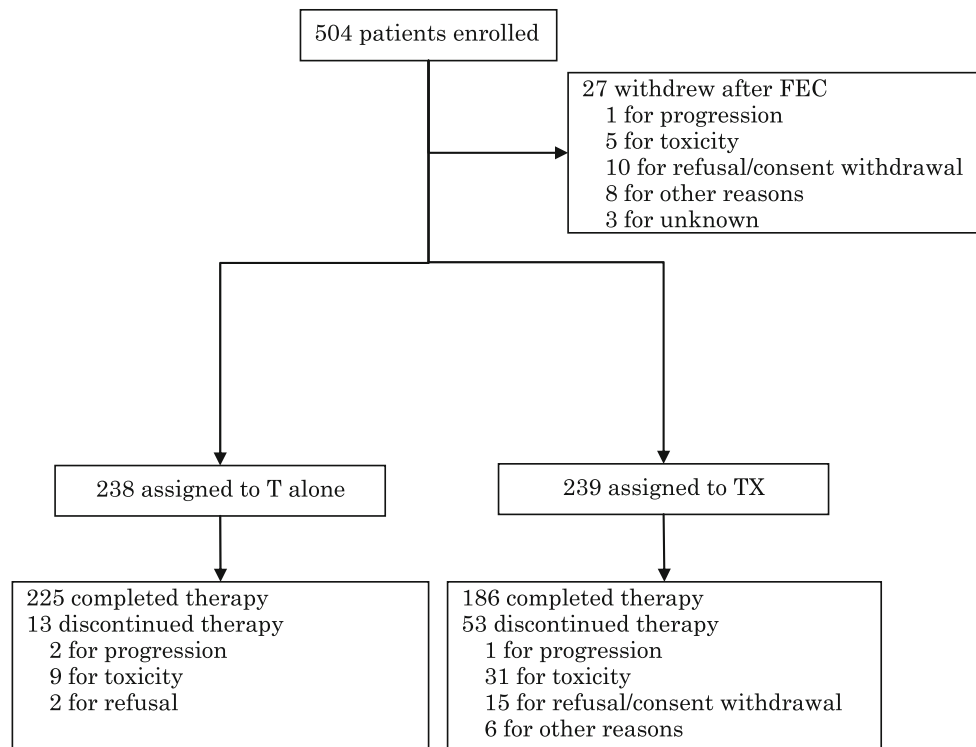 504 patients enrolled
27 withdrew after FEC
1 for progression
5 for toxicity
10 for refusal/consent withdrawal
8 for other reasons
3 for unknown
238 assigned to T alone
239 assigned to TX
225 completed therapy
13 discontinued therapy
2 for progression
9 for toxicity
2 for refusal
186 completed therapy
53 discontinued therapy
1 for progression
31 for toxicity
15 for refusal/consent withdrawal
6 for other reasons